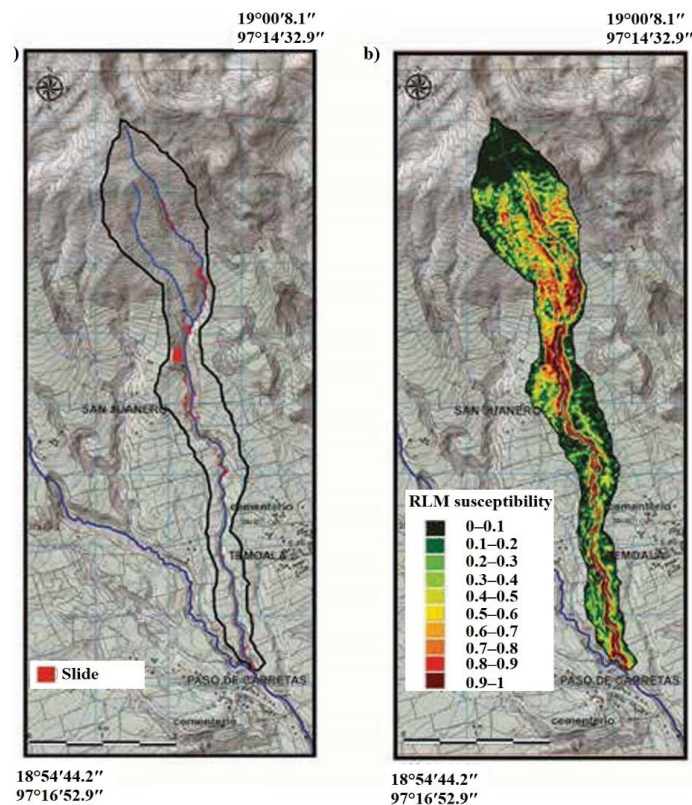 19°00′8.1″
97°14′32.9″
)
SAN JUANERO
cementerio
TEMOALA
Slide
PASO DE CARRETAS
cementerio
18°54′44.2″
97°16′52.9″
19°00′8.1″
97°14′32.9″
b)
SAN JUANERO
RLM susceptibility
0–0.1
0.1–0.2
0.2–0.3
0.3–0.4
0.4–0.5
0.5–0.6
0.6–0.7
0.7–0.8
0.8–0.9
0.9–1
cementerio
TEMOALA
PASO DE CARRETAS
cementerio
18°54′44.2″
97°16′52.9″